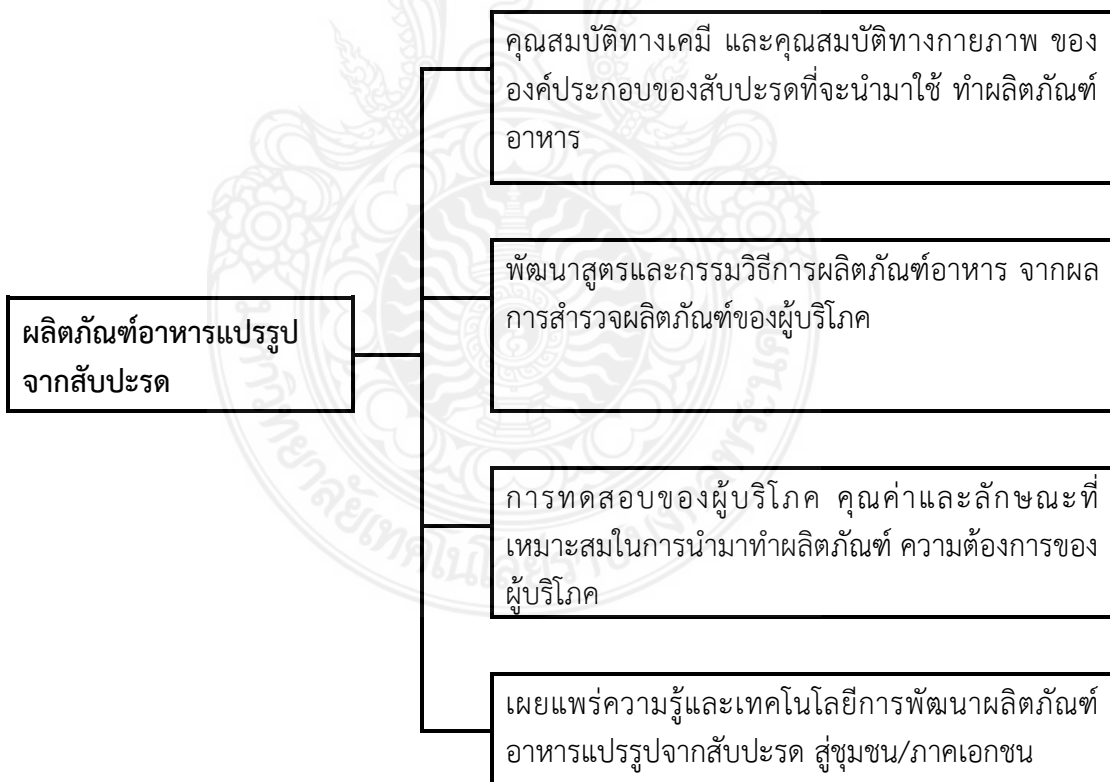 คุณสมบัติทางเคมี และคุณสมบัติทางกายภาพ ของ
องค์ประกอบของสับปะรดที่จะนำมาใช้ ทำผลิตภัณฑ์
อาหาร
พัฒนาสูตรและกรรมวิธีการผลิตภัณฑ์อาหาร จากผล
การสำรวจผลิตภัณฑ์ของผู้บริโภค
ผลิตภัณฑ์อาหารแปรรูป
จากสับปะรด
การทดสอบของผู้บริโภค คุณค่าและลักษณะที่
เหมาะสมในการนำมาทำผลิตภัณฑ์ ความต้องการของ
ผู้บริโภค
เผยแพร่ความรู้และเทคโนโลยีการพัฒนาผลิตภัณฑ์
อาหารแปรรูปจากสับปะรด สู่ชุมชน/ภาคเอกชน